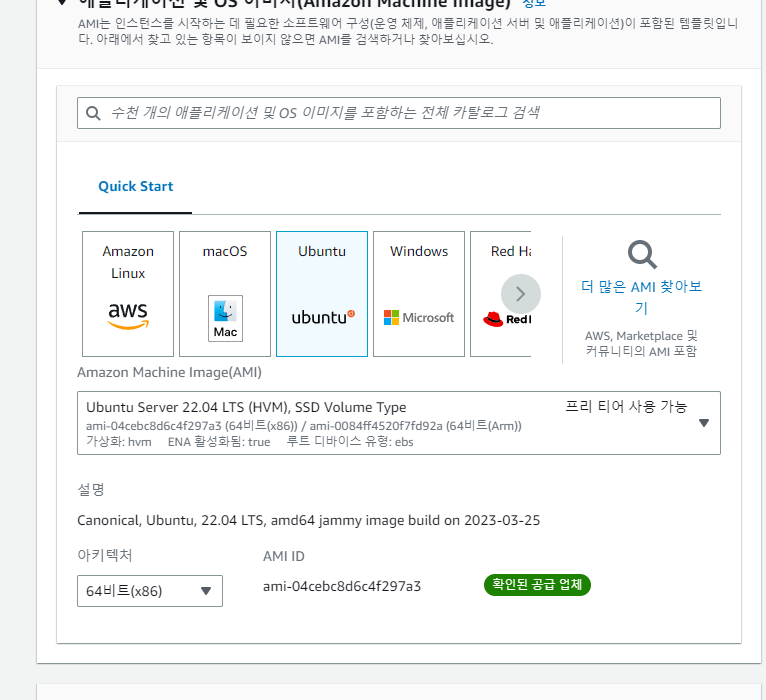 애플리케이션 및 OS 이미지(Amazon Machine Image) 정보
AMI는 인스턴스를 시작하는 데 필요한 소프트웨어 구성(운영 체제, 애플리케이션 서버 및 애플리케이션)이 포함된 템플릿입니
다. 아래에서 찾고 있는 항목이 보이지 않으면 AMI를 검색하거나 찾아보십시오.
수천 개의 애플리케이션 및 OS 이미지를 포함하는 전체 카탈로그 검색
Quick Start
Amazon
Linux
aws
macOS
Mac
Ubuntu
ubuntu
Windows
Microsoft
Red Ha
Red
더 많은 AMI 찾아보
기
AWS, Marketplace 및
커뮤니티의 AMI 포함
Amazon Machine Image(AMI)
Ubuntu Server 22.04 LTS (HVM), SSD Volume Type
프리 티어 사용 가능
ami-04cebc8d6c4f297a3 (64비트(x86)) / ami-0084ff4520f7fd92a (64비트(Arm))
가상화: hvm ENA 활성화됨: true 루트 디바이스 유형: ebs
설명
Canonical, Ubuntu, 22.04 LTS, amd64 jammy image build on 2023-03-25
아키텍처 AMI ID
64비트(x86) ami-04cebc8d6c4f297a3 확인된 공급 업체